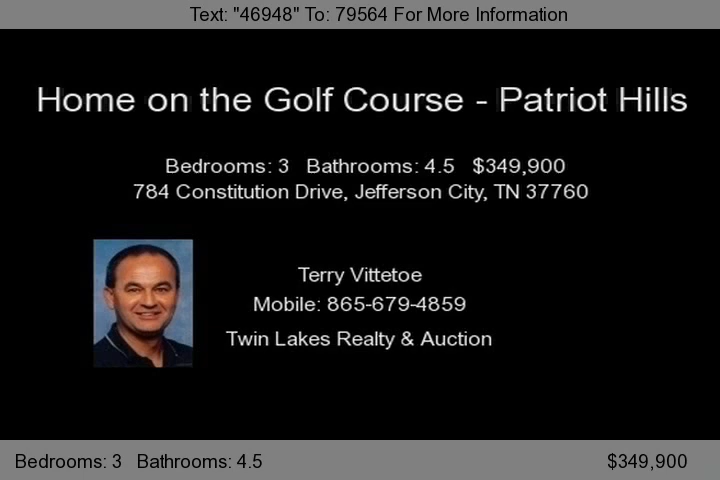 Text: "46948" To: 79564 For More Information
Home on the Golf Course - Patriot Hills
Bedrooms: 3 Bathrooms: 4.5 $349,900
784 Constitution Drive, Jefferson City, TN 37760
Terry Vittetoe
Mobile: 865-679-4859
Twin Lakes Realty & Auction
Bedrooms: 3 Bathrooms: 4.5 $349,900